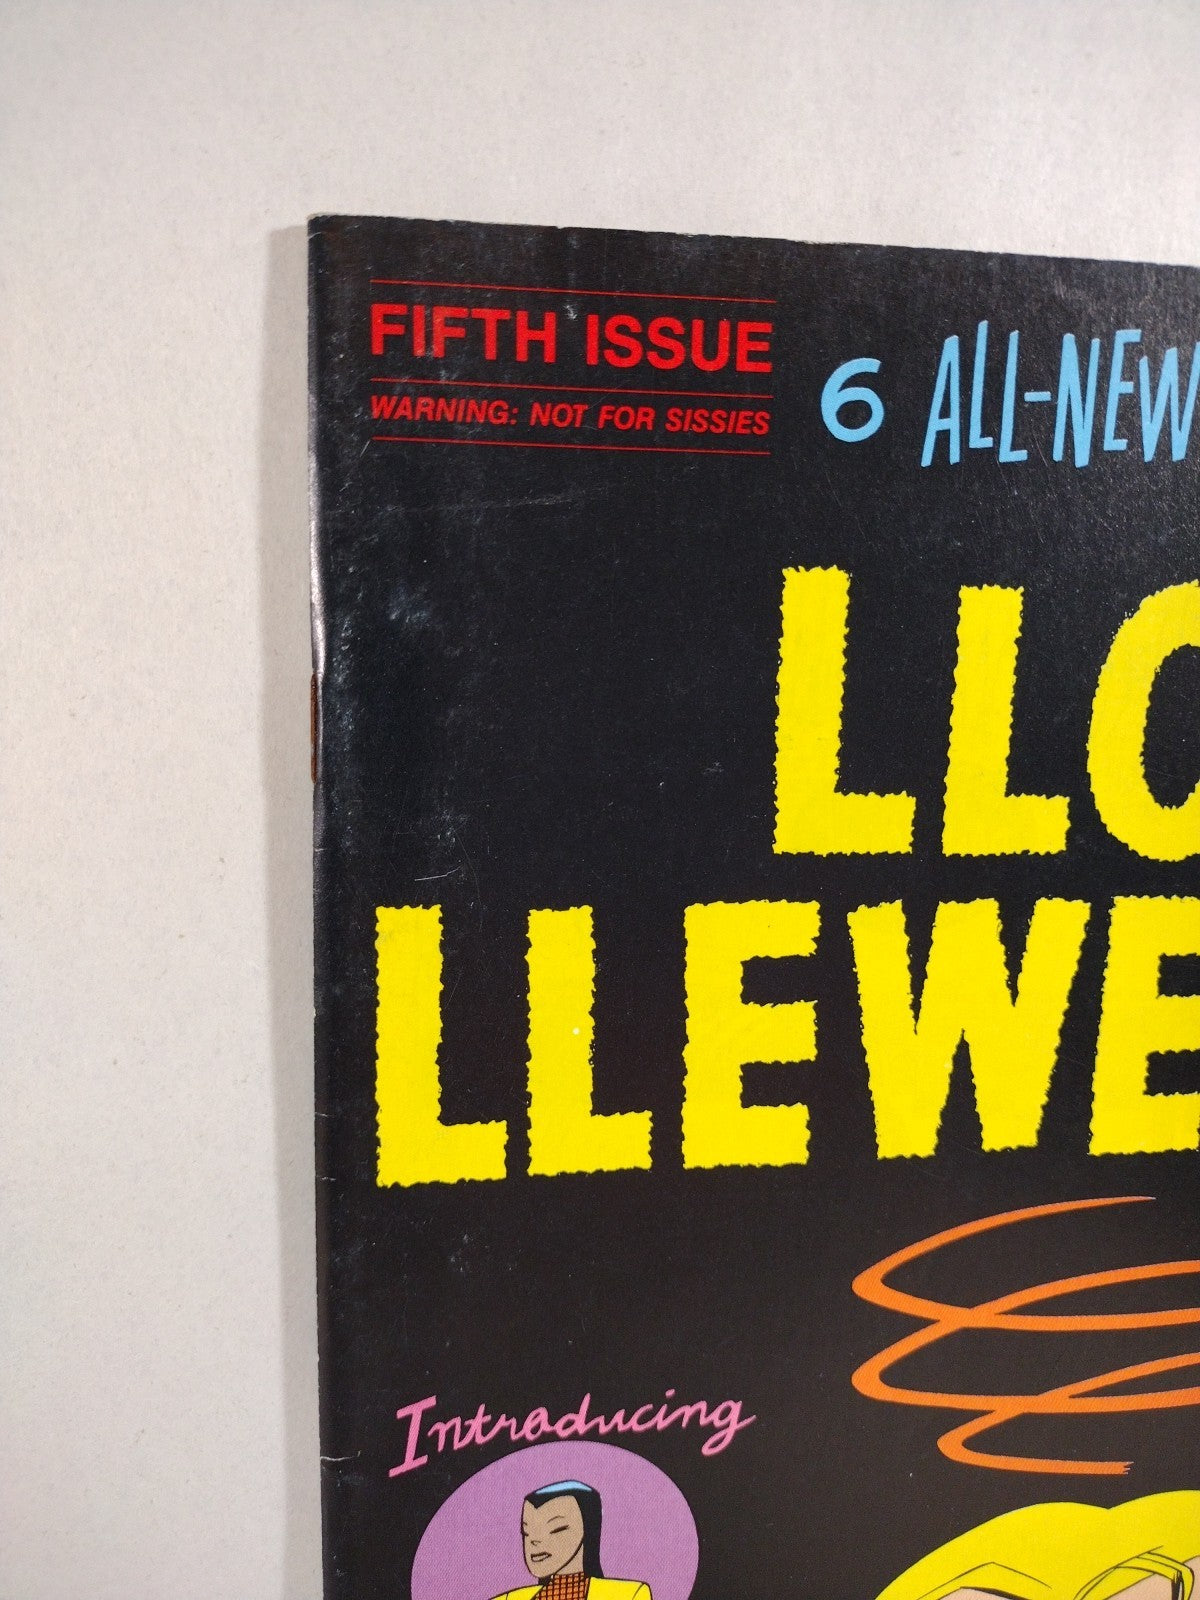 FIFTH ISSUE
WARNING: NOT FOR SISSIES
6 ALL-NEW
LLO
LLEWE
Introducing